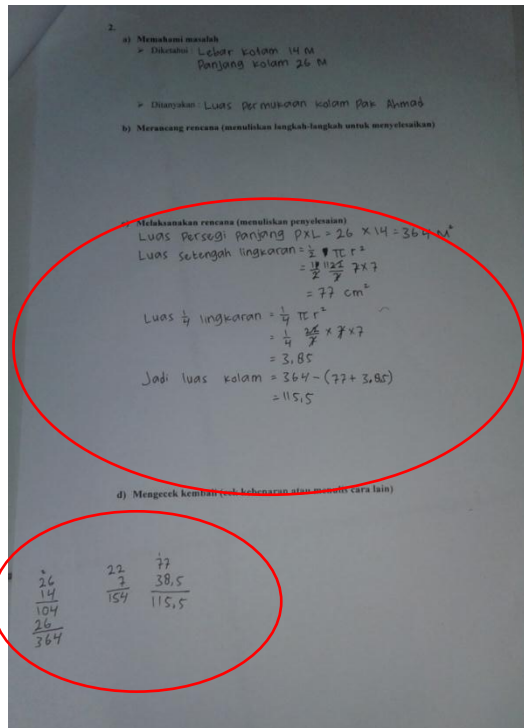 2.
a) Memahami masalah
➤ Diketahui : Lebar kolam 14 M
Panjang kolam 26 M
➤ Ditanyakan : Luas Permukaan kolam Pak Ahmad
b) Merancang rencana (menuliskan langkah-langkah untuk menyelesaikan)
c) Melaksanakan rencana (menuliskan penyelesaian)
Luas Persegi Panjang P×L = 26 × 14 = 364 M²
Luas setengah lingkaran = 1/2 π r²
7 × 7
= 77 cm²
Luas 1/4 lingkaran = 1/4 π r²
= 1/4 22/7 × 7 × 7
= 3,85
Jadi luas kolam = 364 - (77 + 3,85)
= 115,5
d) Mengecek kembali (cek kebenaran atau menulis cara lain)
26 22 77
14 7 38,5
104 154 115,5
26
364